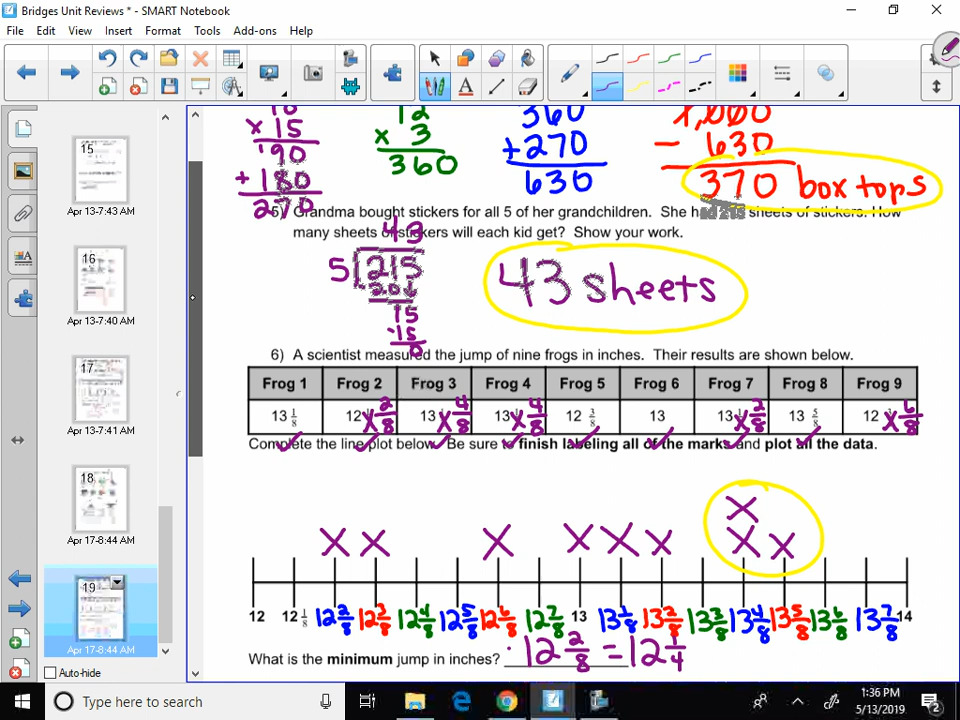 Bridges Unit Reviews * - SMART Notebook
File Edit View Insert Format Tools Add-ons Help
15
Apr 13-7:43 AM
16
Apr 13-7:40 AM
17
Apr 13-7:41 AM
18
Apr 17-8:44 AM
19
Apr 17-8:44 AM
Auto-hide
x 15
90
+ 180
270
12
x 3
360
360
+270
630
1,000
- 630
370 box tops
5) Grandma bought stickers for all 5 of her grandchildren. She had 215 sheets of stickers. How
many sheets of stickers will each kid get? Show your work.
43
5 215
15
-15
0
43 sheets
6) A scientist measured the jump of nine frogs in inches. Their results are shown below.
Frog 1 Frog 2 Frog 3 Frog 4 Frog 5 Frog 6 Frog 7 Frog 8 Frog 9
13 1/8 12 2/8 13 4/8 13 4/8 12 3/8 13 13 2/8 13 5/8 12 6/8
Complete the line plot below. Be sure to finish labeling all of the marks and plot all the data.
X
X X X X X X X X
12 12 1/8 12 2/8 12 3/8 12 4/8 12 5/8 12 6/8 12 7/8 13 13 1/8 13 2/8 13 3/8 13 4/8 13 5/8 13 6/8 13 7/8 14
What is the minimum jump in inches? 12 2/8 = 12 1/4
Type here to search
1:36 PM
5/13/2019
2